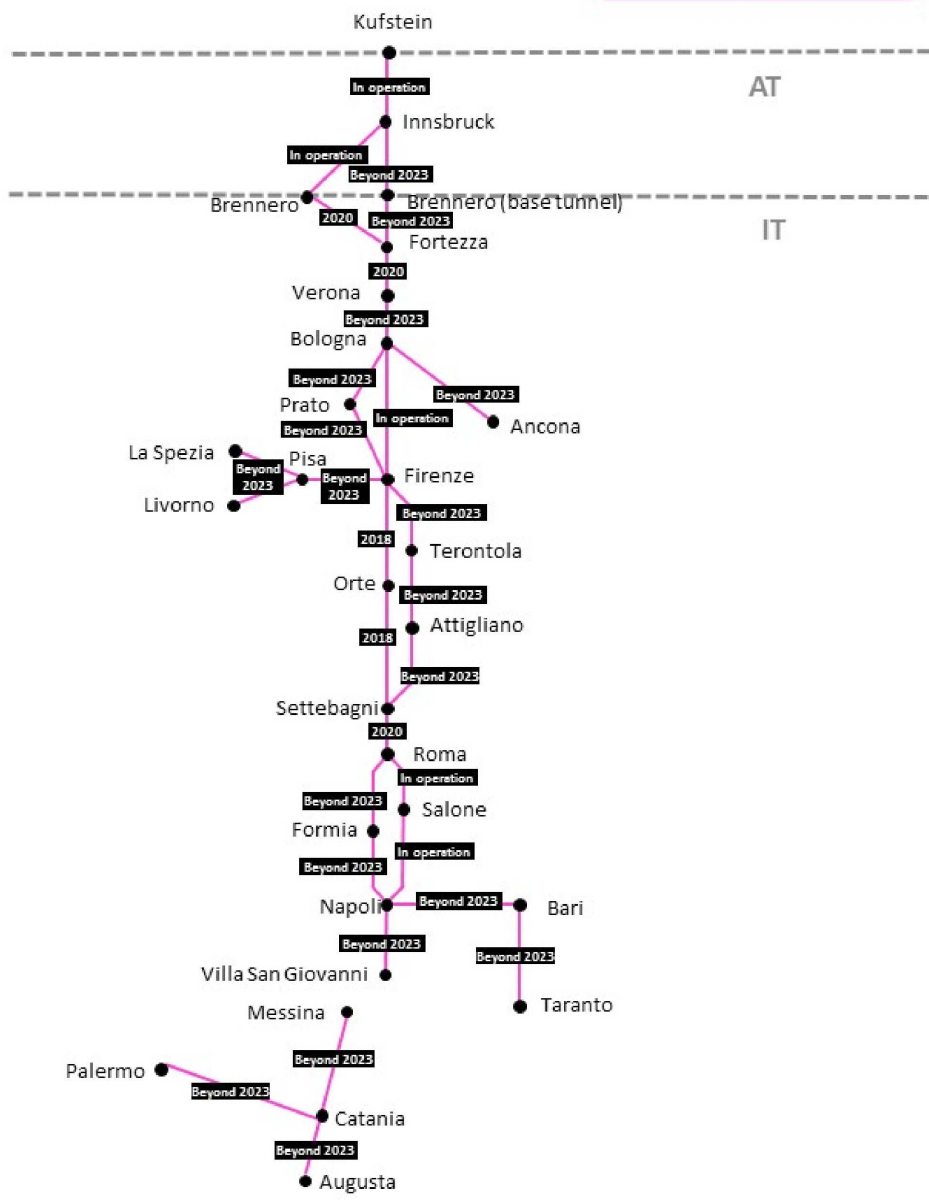 Kufstein
AT
In operation
Innsbruck
In operation
Beyond 2023
Brennero
Brennero (base tunnel)
2020
Beyond 2023
IT
Fortezza
2020
Verona
Beyond 2023
Bologna
Beyond 2023
Beyond 2023
Prato
In operation
Ancona
Beyond 2023
La Spezia
Pisa
Beyond
2023
Beyond
2023
Firenze
Livorno
Beyond 2023
2018
Terontola
Orte
Beyond 2023
Attigliano
2018
Beyond 2023
Settebagni
2020
Roma
In operation
Beyond 2023
Salone
Formia
In operation
Beyond 2023
Napoli
Beyond 2023
Bari
Beyond 2023
Beyond 2023
Villa San Giovanni
Taranto
Messina
Beyond 2023
Palermo
Beyond 2023
Catania
Beyond 2023
Augusta